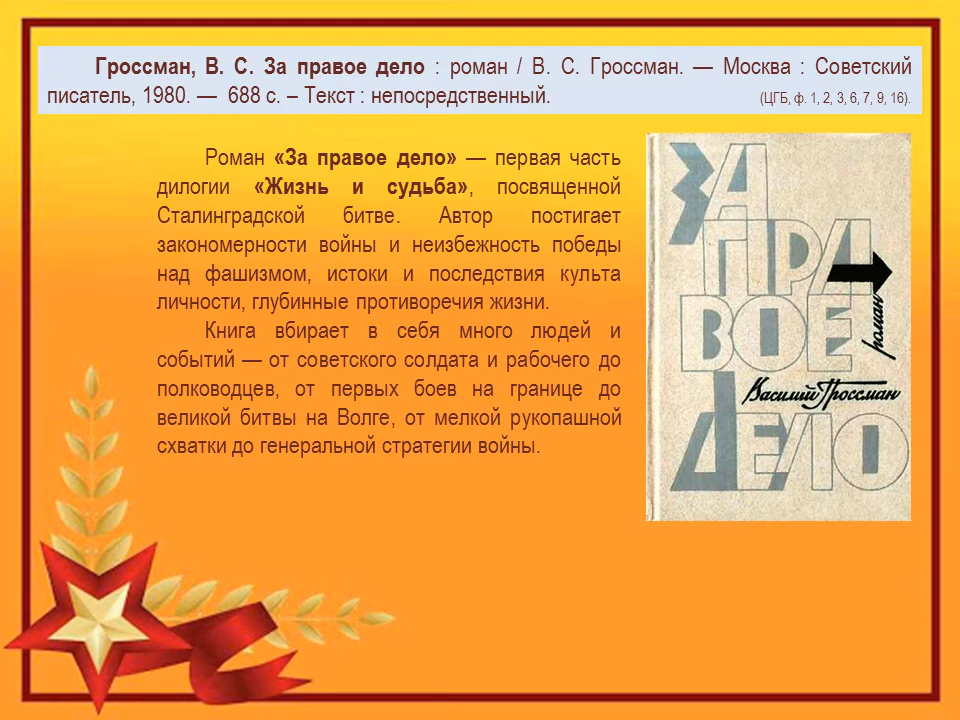 Гроссман, В. С. За правое дело : роман / В. С. Гроссман. — Москва : Советский
писатель, 1980. — 688 с. – Текст : непосредственный. (ЦГБ, ф. 1, 2, 3, 6, 7, 9, 16).
Роман «За правое дело» — первая часть
дилогии «Жизнь и судьба», посвященной
Сталинградской битве. Автор постигает
закономерности войны и неизбежность победы
над фашизмом, истоки и последствия культа
личности, глубинные противоречия жизни.
Книга вбирает в себя много людей и
событий — от советского солдата и рабочего до
полководцев, от первых боев на границе до
великой битвы на Волге, от мелкой рукопашной
схватки до генеральной стратегии войны.
ЗА
ПРА
ВОЕ
роман
Василий Гроссман
ДЕЛО